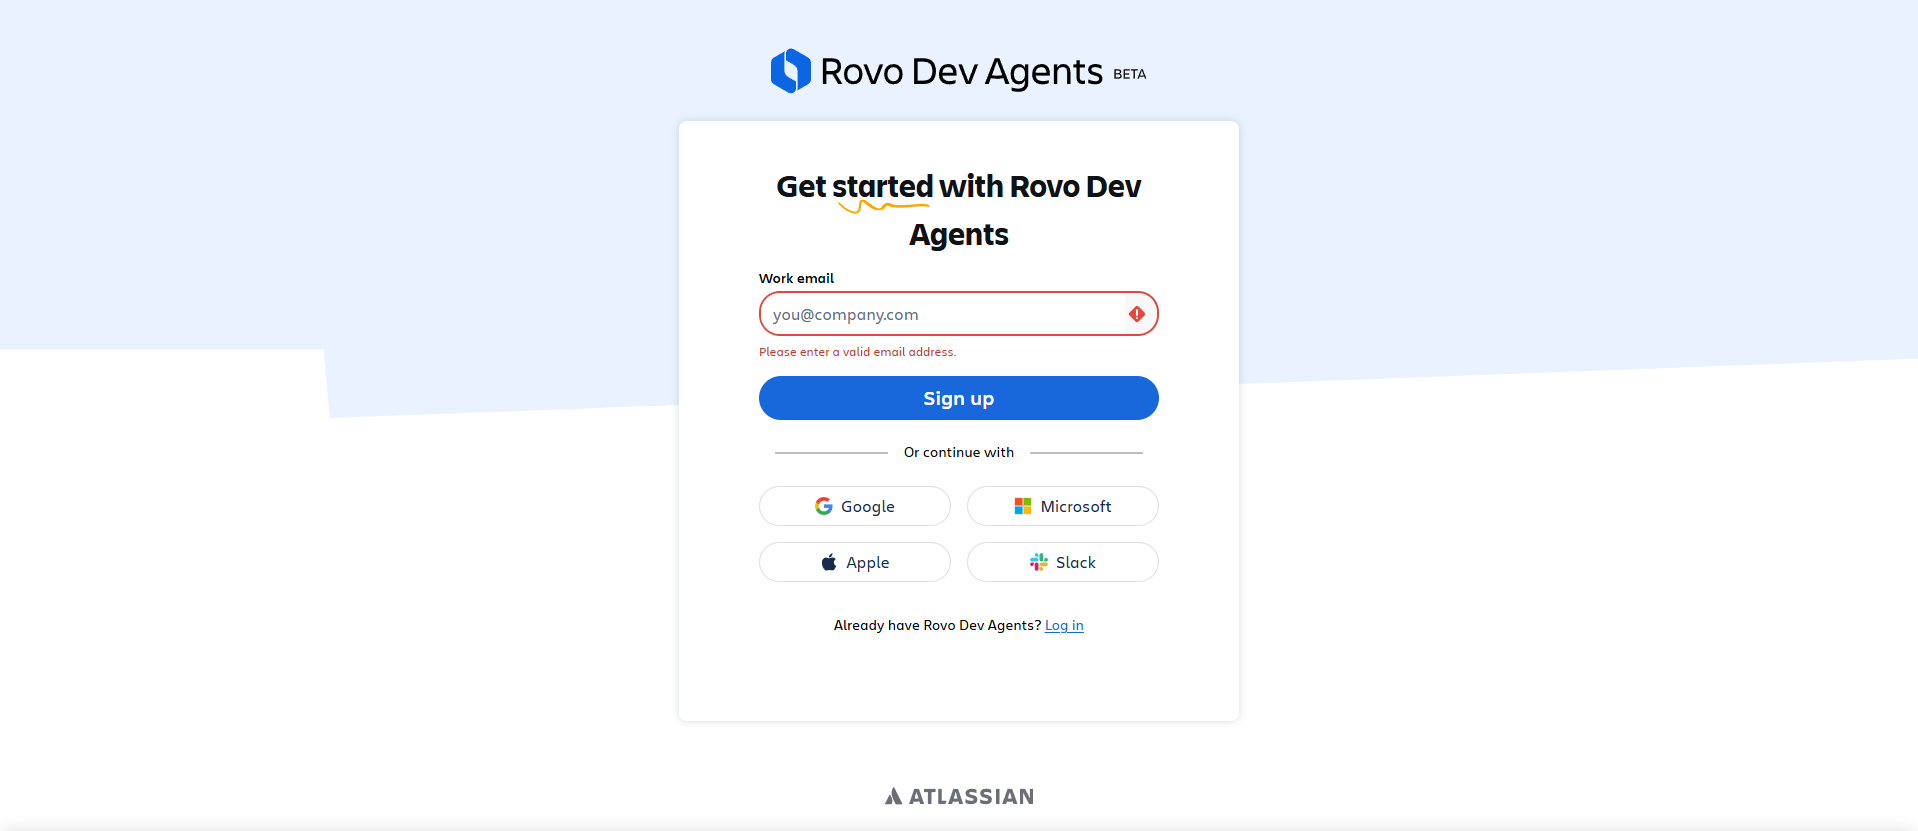 Rovo Dev Agents BETA
Get started with Rovo Dev
Agents
Work email
you@company.com
Please enter a valid email address.
Sign up
Or continue with
Google
Microsoft
Apple
Slack
Already have Rovo Dev Agents? Log in
ATLASSIAN